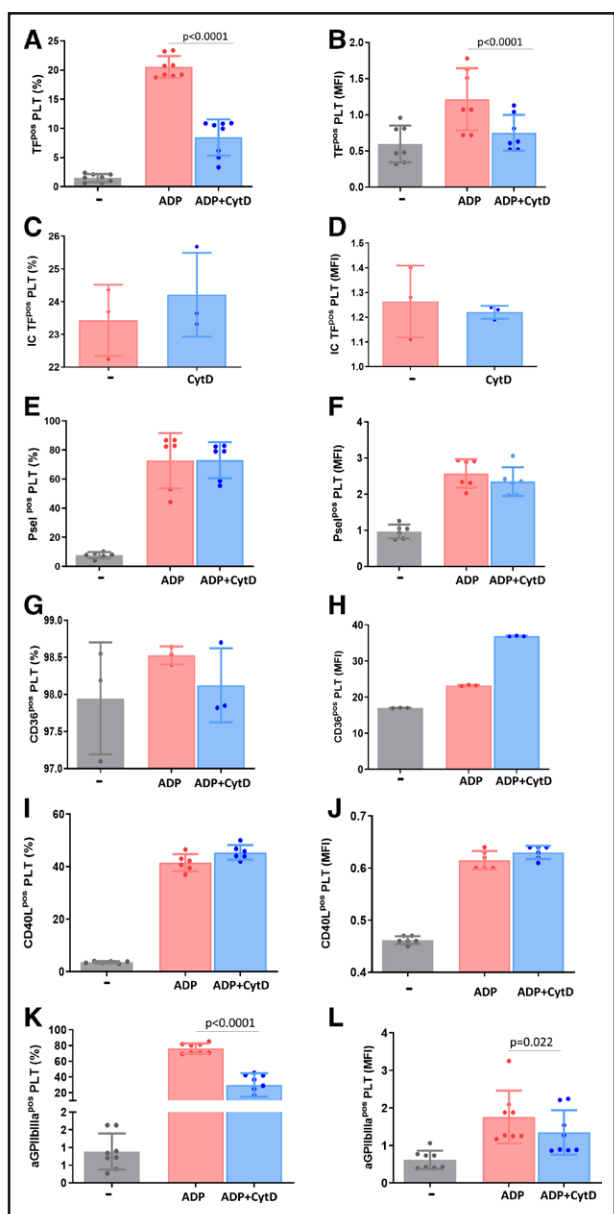 A
p<0.0001
TFpos PLT (%)
25
20
15
10
5
0
-
ADP
ADP+CytD
B
p<0.0001
TFpos PLT (MFI)
2.0
1.5
1.0
0.5
0.0
-
ADP
ADP+CytD
C
IC TFpos PLT (%)
26
25
24
23
22
-
CytD
D
IC TFpos PLT (MFI)
1.5
1.4
1.3
1.2
1.1
1.0
-
CytD
E
Pselpos PLT (%)
100
80
60
40
20
0
-
ADP
ADP+CytD
F
Pselpos PLT (MFI)
4
3
2
1
0
-
ADP
ADP+CytD
G
CD36pos PLT (%)
99.0
98.5
98.0
97.5
97.0
-
ADP
ADP+CytD
H
CD36pos PLT (MFI)
40
30
20
10
0
-
ADP
ADP+CytD
I
CD40Lpos PLT (%)
60
40
20
0
-
ADP
ADP+CytD
J
CD40Lpos PLT (MFI)
0.7
0.6
0.5
0.4
-
ADP
ADP+CytD
K
p<0.0001
aGPIIbIIIapos PLT (%)
100
80
60
40
20
2
2
1
1
0
-
ADP
ADP+CytD
L
p=0.022
aGPIIbIIIapos PLT (MFI)
4
3
2
1
0
-
ADP
ADP+CytD